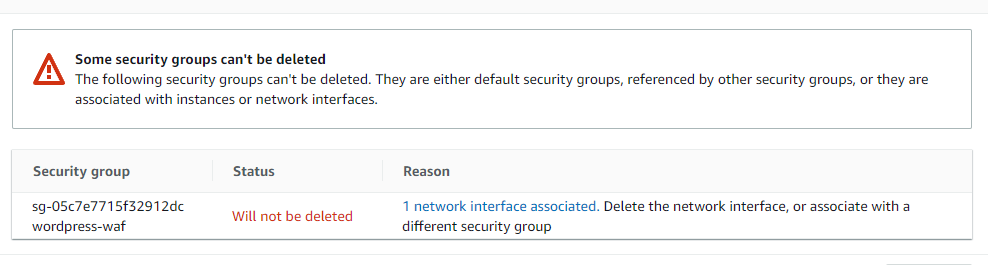 Some security groups can't be deleted
The following security groups can't be deleted. They are either default security groups, referenced by other security groups, or they are
associated with instances or network interfaces.
Security group Status Reason
sg-05c7e7715f32912dc
wordpress-waf
Will not be deleted
1 network interface associated. Delete the network interface, or associate with a
different security group